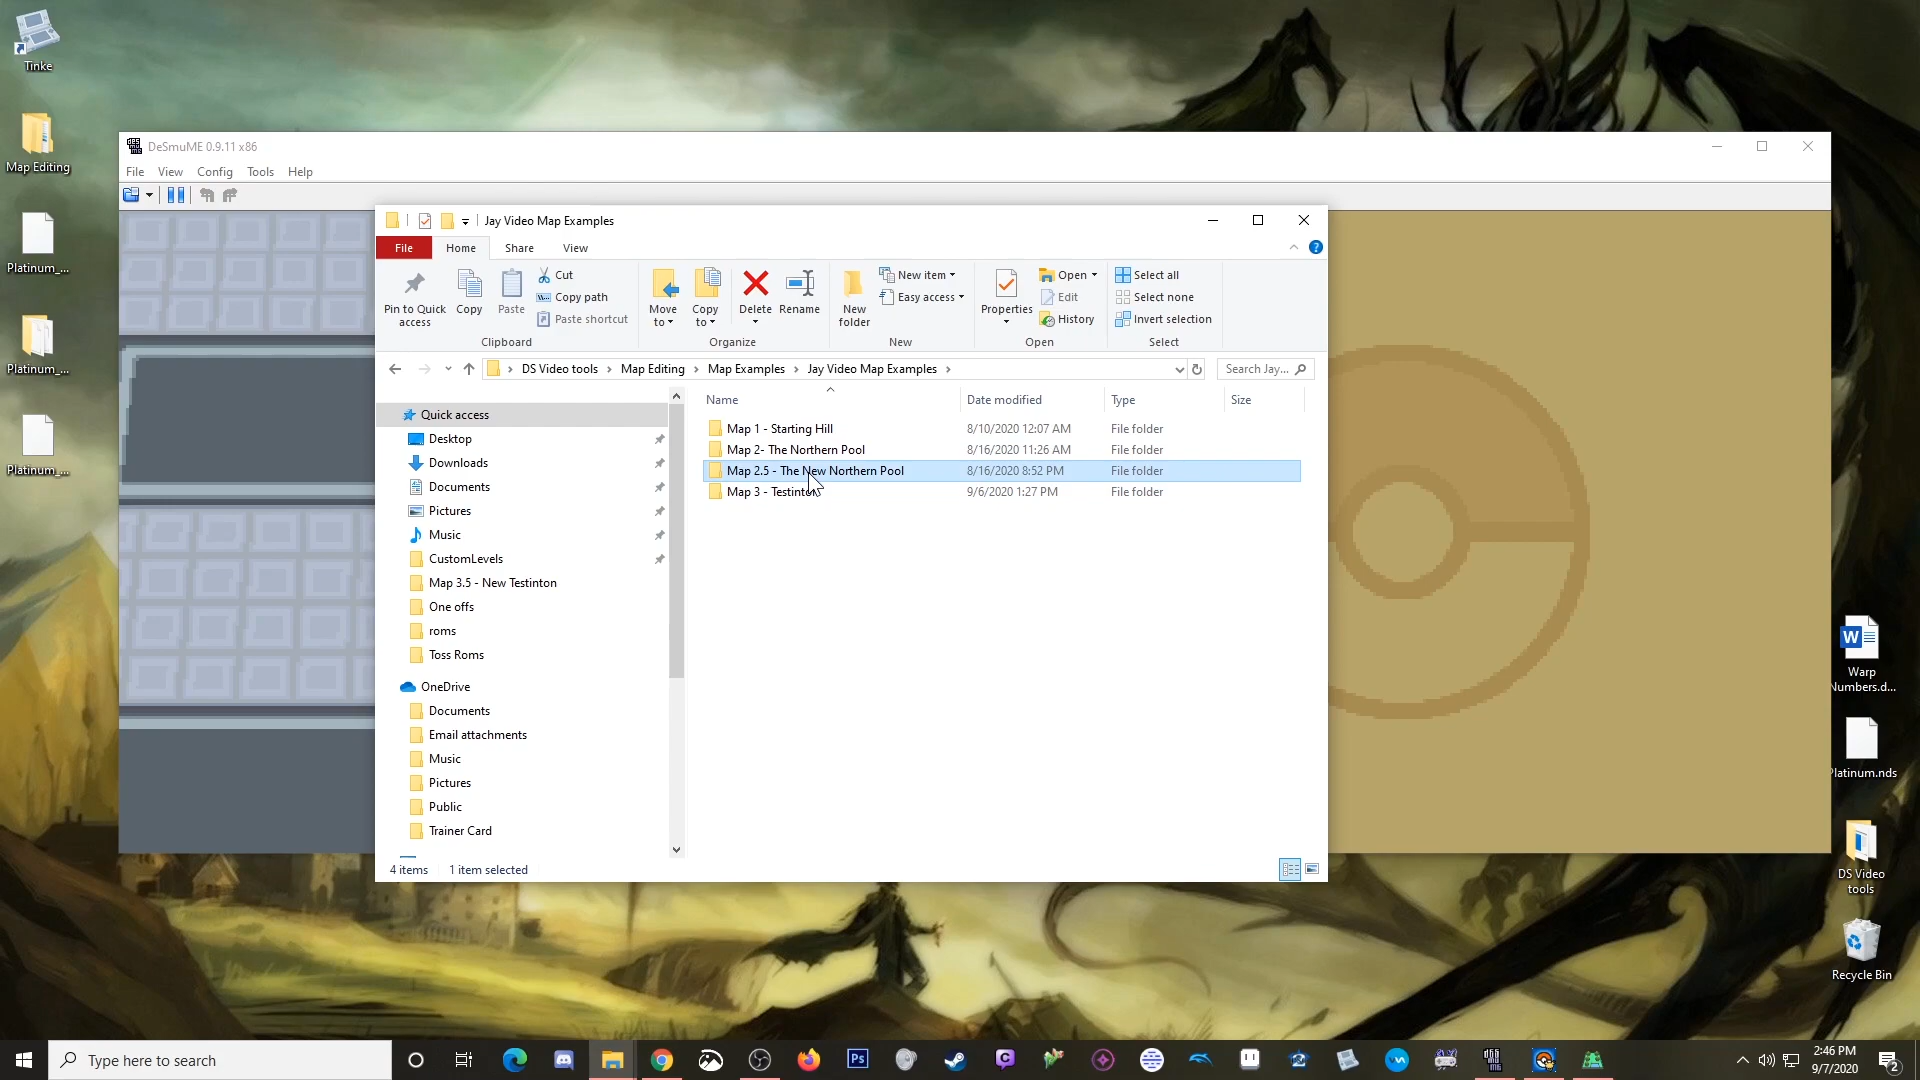 Tinke
Map Editing
Platinum_...
Platinum_...
Platinum_...
DeSmuME 0.9.11 x86
File View Config Tools Help
Jay Video Map Examples
File Home Share View
Pin to Quick access
Copy
Paste
Cut
Copy path
Paste shortcut
Clipboard
Move to
Copy to
Delete
Rename
Organize
New folder
New item
Easy access
New
Properties
Open
Edit
History
Open
Select all
Select none
Invert selection
Select
DS Video tools > Map Editing > Map Examples > Jay Video Map Examples >
Search Jay...
Quick access
Desktop
Downloads
Documents
Pictures
Music
CustomLevels
Map 3.5 - New Testinton
One offs
roms
Toss Roms
OneDrive
Documents
Email attachments
Music
Pictures
Public
Trainer Card
Name Date modified Type Size
Map 1 - Starting Hill 8/10/2020 12:07 AM File folder
Map 2- The Northern Pool 8/16/2020 11:26 AM File folder
Map 2.5 - The New Northern Pool 8/16/2020 8:52 PM File folder
Map 3 - Testinton 9/6/2020 1:27 PM File folder
4 items 1 item selected
Warp
Numbers.d...
Platinum.nds
DS Video
tools
Recycle Bin
Type here to search
Ps
2:46 PM
9/7/2020
2